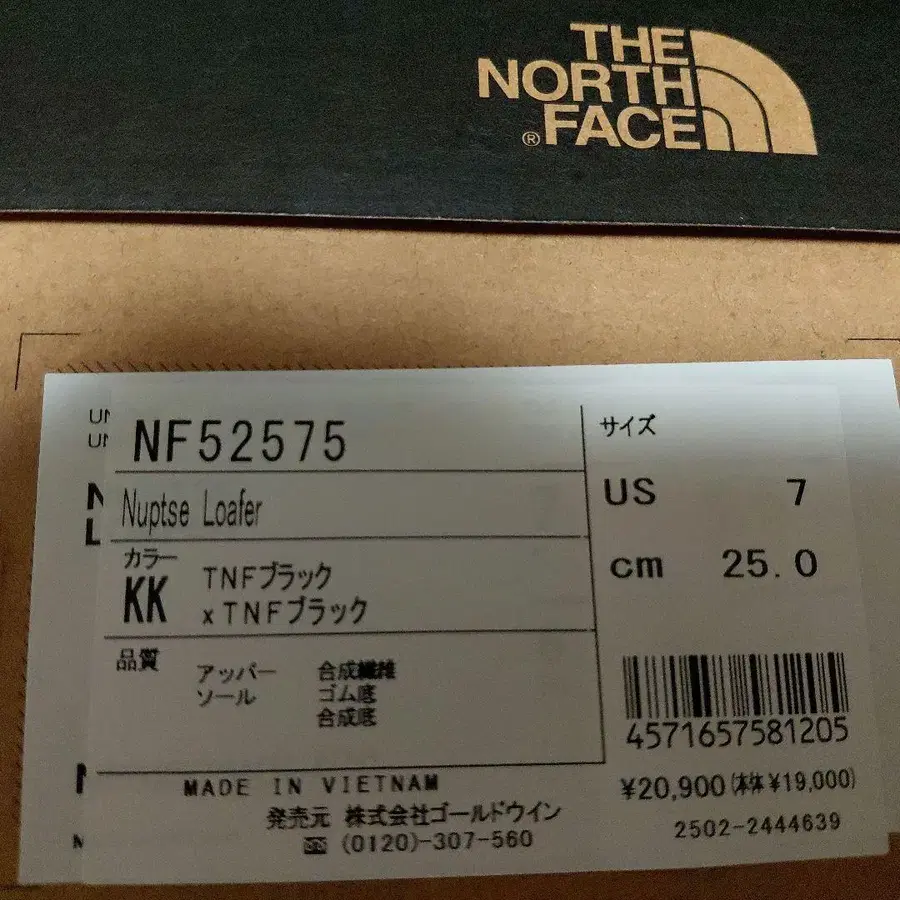 THE
NORTH
® FACE
UN
UN
NF52575
Nuptse Loafer
カラー
KK TNFブラック
xTNFブラック
品質
アッパー 合成繊維
ソール ゴム底
合成底
MADE IN VIETNAM
発売元 株式会社ゴールドウイン
(0120)-307-560
サイズ
US 7
cm 25.0
4571657581205
¥20,900(本体¥19,000)
2502-2444639